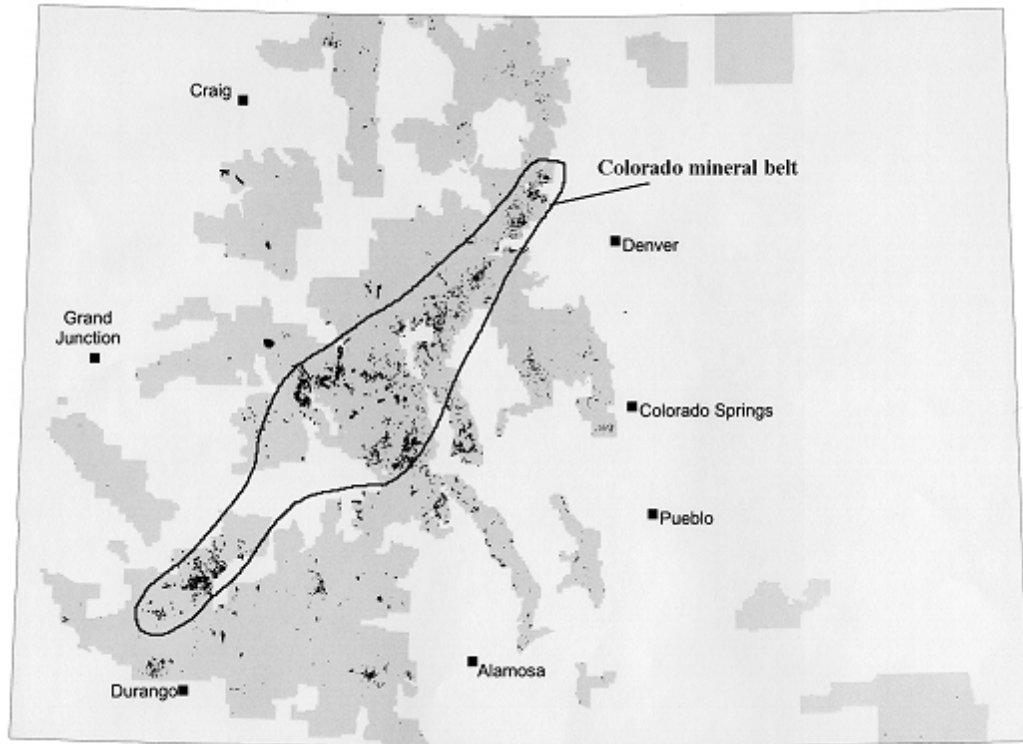 Craig
Colorado mineral belt
Denver
Grand
Junction
Colorado Springs
Pueblo
Alamosa
Durango